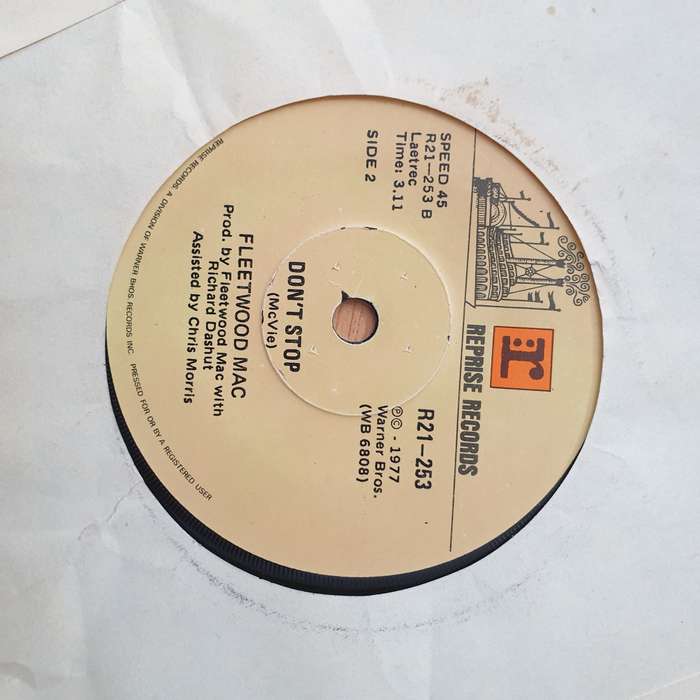 r
REPRISE RECORDS
SPEED 45
R21-253 B
Laetrec
Time: 3.11
SIDE 2
R21-253
℗© - 1977
Warner Bros.
(WB 6808)
DON'T STOP
(McVie)
FLEETWOOD MAC
Prod. by Fleetwood Mac with
Richard Dashut
Assisted by Chris Morris
REPRISE RECORDS, A DIVISION OF WARNER BROS. RECORDS INC. PRESSED FOR OR BY A REGISTERED USER